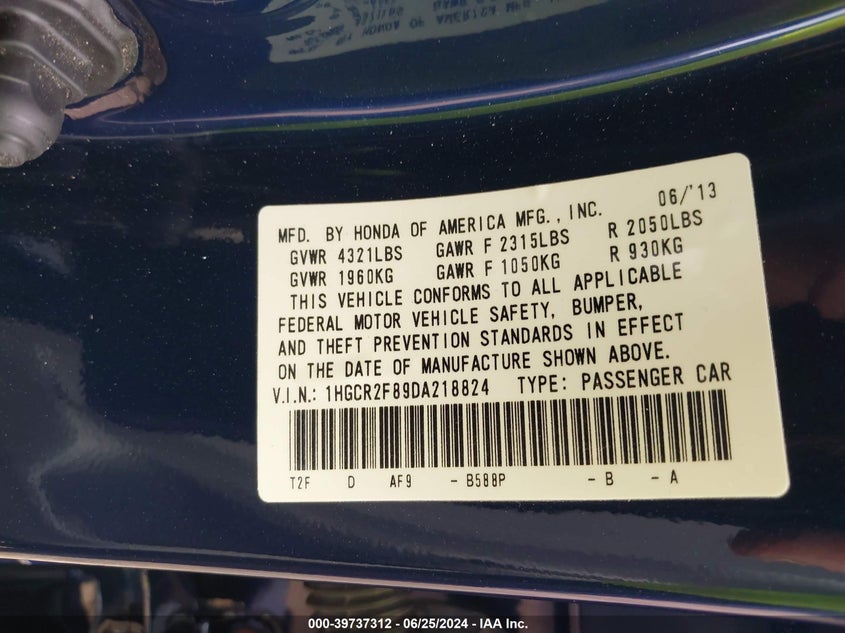 MFD. BY HONDA OF AMERICA MFG., INC. 06/'13
GVWR 4321LBS GAWR F 2315LBS R 2050LBS
GVWR 1960KG GAWR F 1050KG R 930KG
THIS VEHICLE CONFORMS TO ALL APPLICABLE
FEDERAL MOTOR VEHICLE SAFETY, BUMPER,
AND THEFT PREVENTION STANDARDS IN EFFECT
ON THE DATE OF MANUFACTURE SHOWN ABOVE.
V.I.N.: 1HGCR2F89DA218824 TYPE: PASSENGER CAR
T2F D AF9 - B588P - B - A
000-39737312 - 06/25/2024 - IAA Inc.